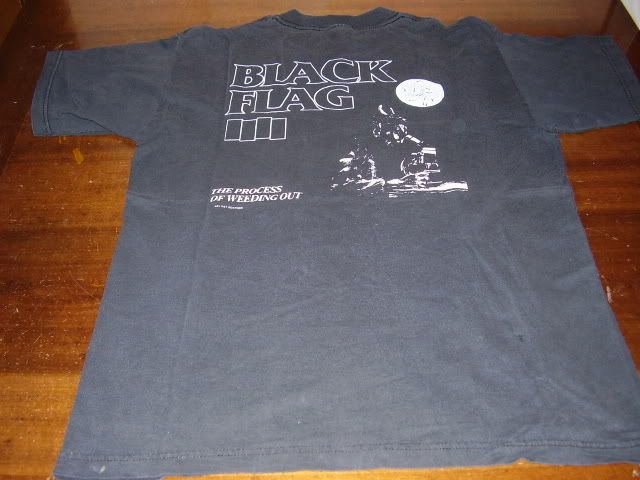 BLACK
FLAG
THE PROCESS
OF WEEDING OUT